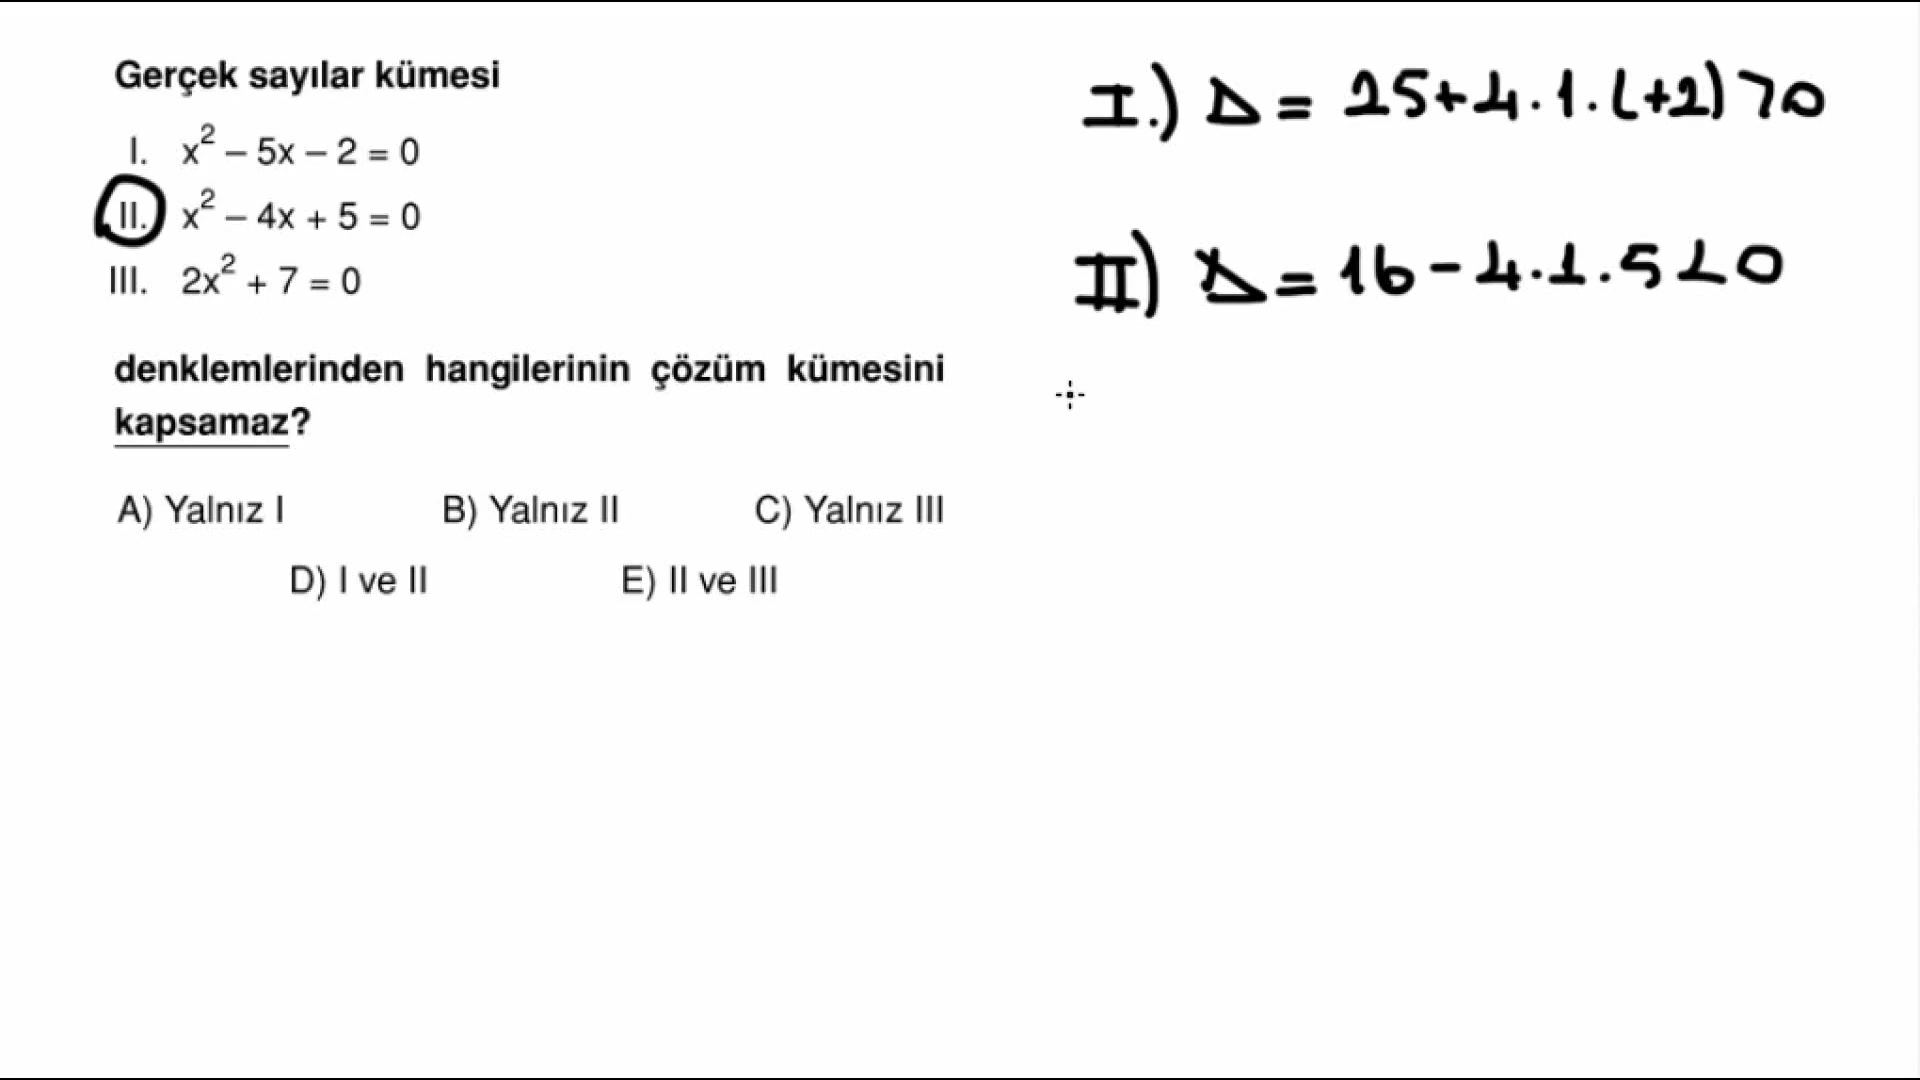 Gerçek sayılar kümesi
I. x² – 5x – 2 = 0
II. x² – 4x + 5 = 0
III. 2x² + 7 = 0
denklemlerinden hangilerinin çözüm kümesini
kapsamaz?
A) Yalnız I B) Yalnız II C) Yalnız III
D) I ve II E) II ve III
I.) Δ = 25+4.1.(+2)>0
II) Δ = 16-4.1.5<0